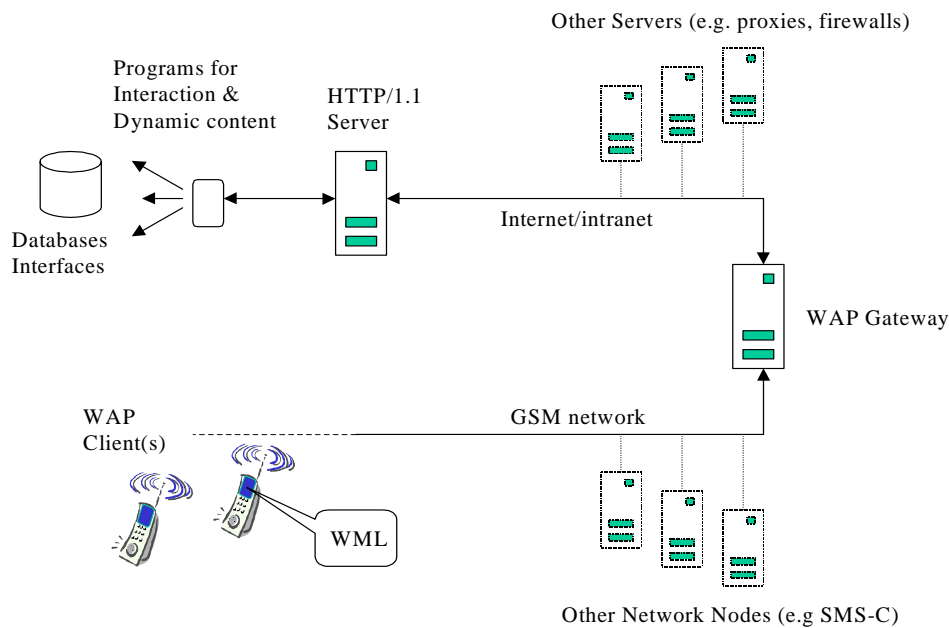 Other Servers (e.g. proxies, firewalls)
Programs for
Interaction &
Dynamic content
HTTP/1.1
Server
Internet/intranet
Databases
Interfaces
WAP Gateway
WAP
Client(s)
GSM network
WML
Other Network Nodes (e.g SMS-C)